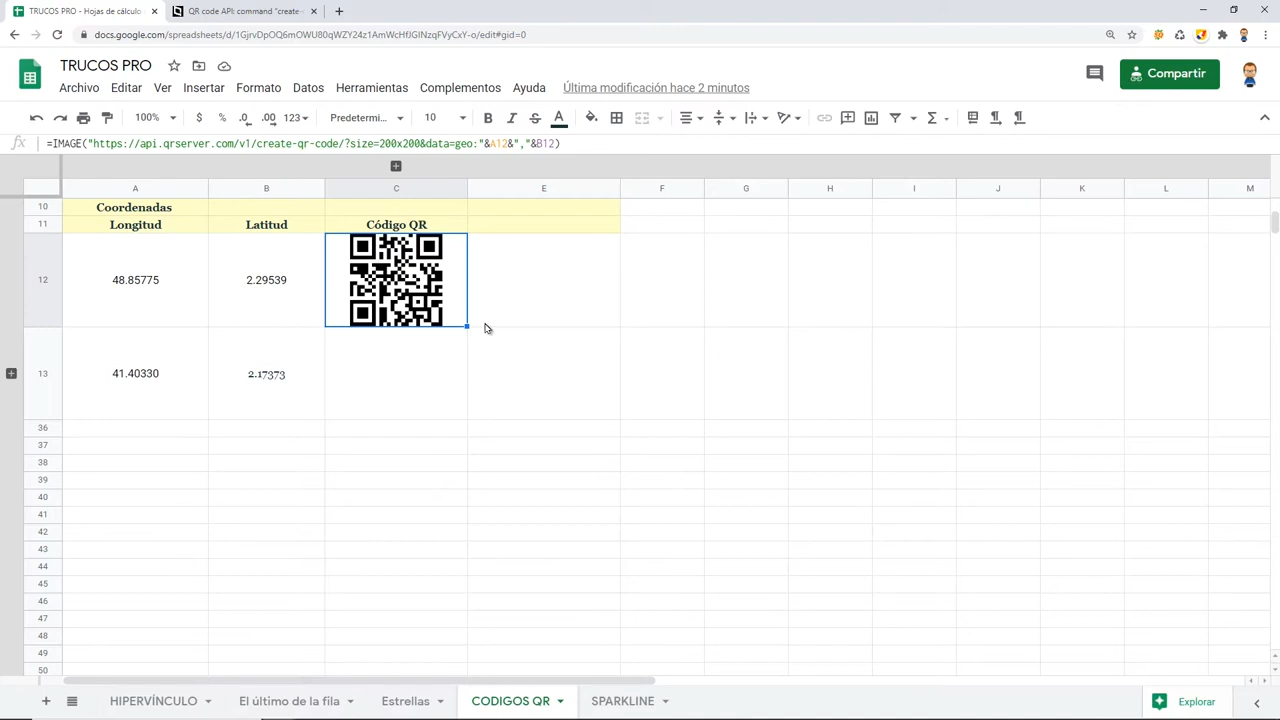 TRUCOS PRO - Hojas de cálculo
QR code API: command "create-
docs.google.com/spreadsheets/d/1GjrvDpOQ6mOWU80qWZY24z1AmWcHfJGlNzqFVyCxY-o/edit#gid=0
TRUCOS PRO
Compartir
Archivo Editar Ver Insertar Formato Datos Herramientas Complementos Ayuda Última modificación hace 2 minutos
100% $ % .0 .00 123 Predetermi... 10 B I S A
fx =IMAGE("https://api.qrserver.com/v1/create-qr-code/?size=200x200&data=geo:"&A12&","&B12)
A B C E F G H I J K L M
10 Coordenadas
11 Longitud Latitud Código QR
12 48.85775 2.29539
13 41.40330 2.17373
36
37
38
39
40
41
42
43
44
45
46
47
48
49
50
HIPERVÍNCULO El último de la fila Estrellas CODIGOS QR SPARKLINE Explorar